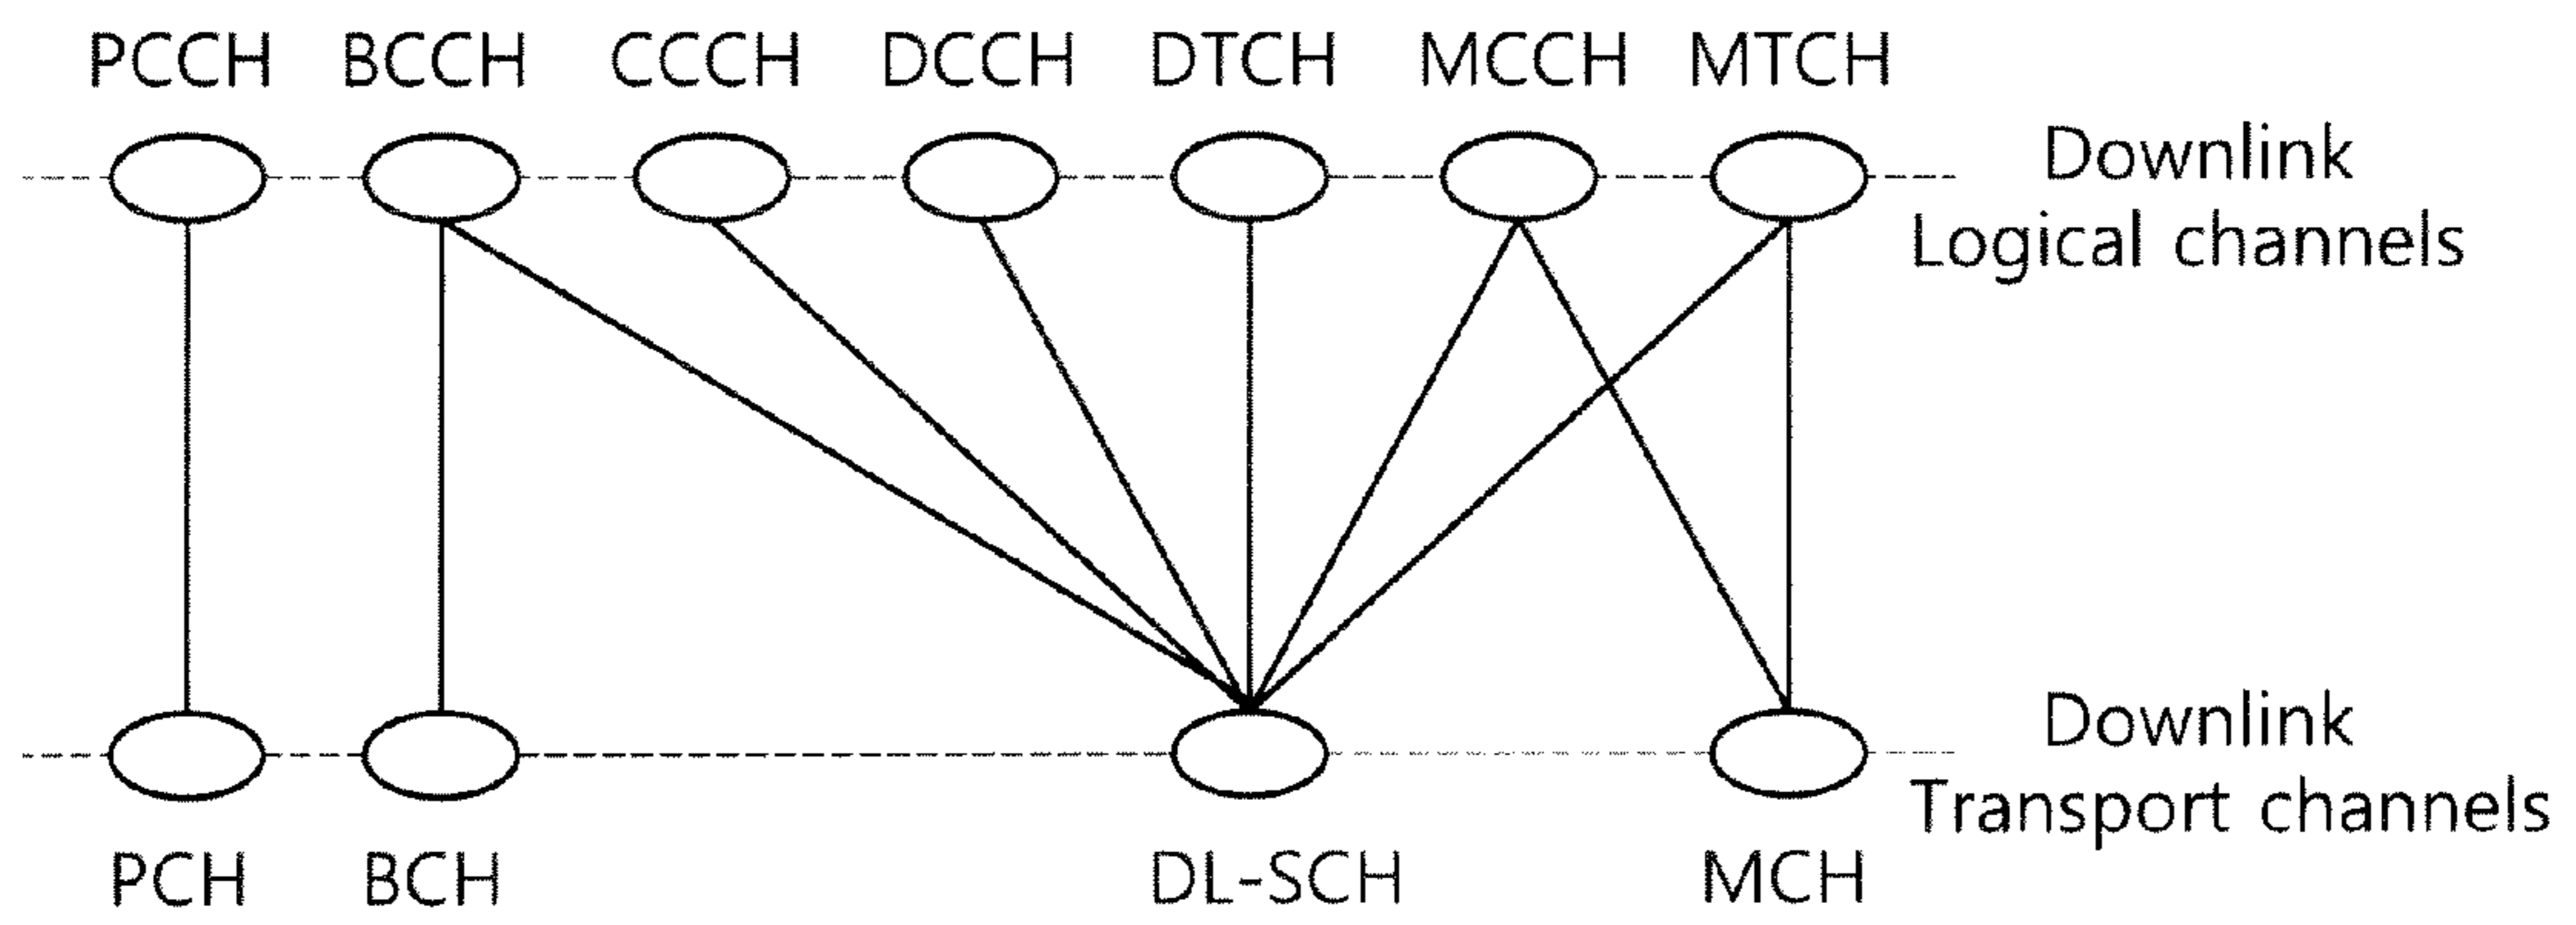 PCCH BCCH CCCH DCCH DTCH MCCH MTCH
Downlink
Logical channels
Downlink
Transport channels
PCH BCH DL-SCH MCH